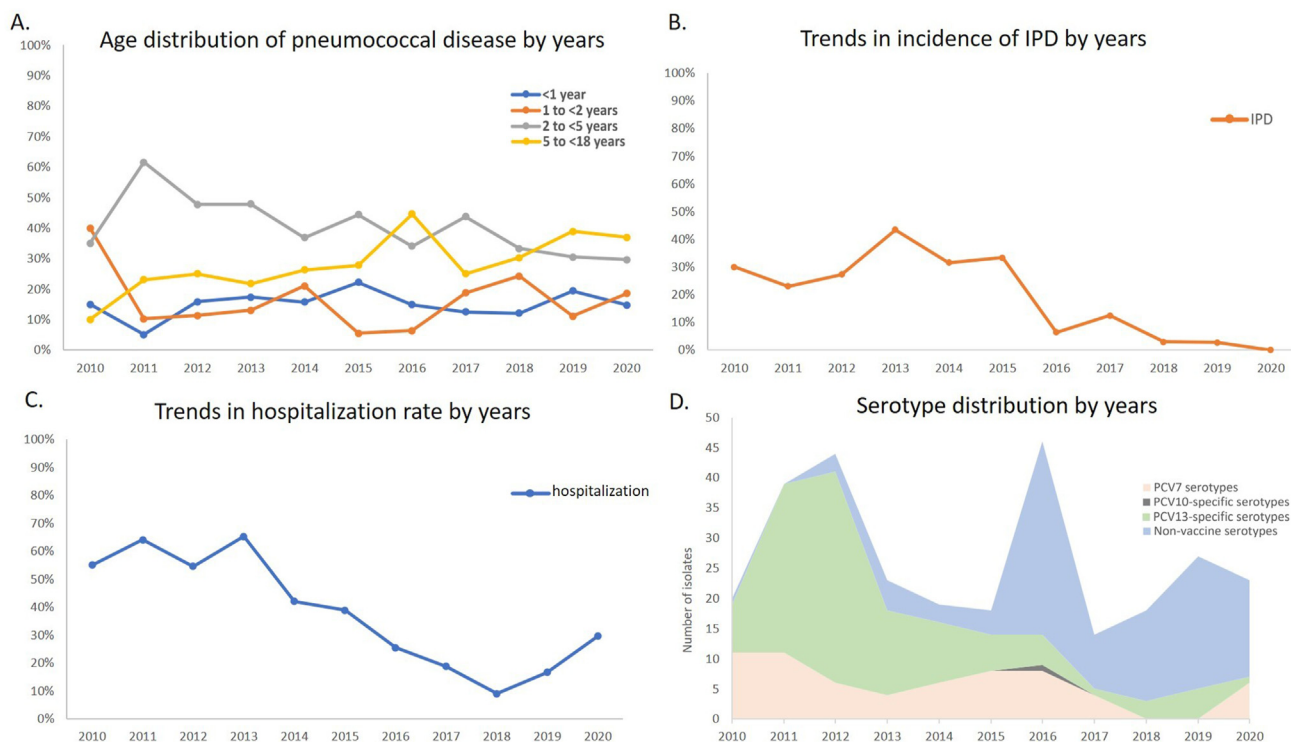 A.
Age distribution of pneumococcal disease by years
100%
90%
80%
70%
60%
50%
40%
30%
20%
10%
0%
<1 year
1 to <2 years
2 to <5 years
5 to <18 years
2010 2011 2012 2013 2014 2015 2016 2017 2018 2019 2020
B.
Trends in incidence of IPD by years
100%
90%
80%
70%
60%
50%
40%
30%
20%
10%
0%
IPD
2010 2011 2012 2013 2014 2015 2016 2017 2018 2019 2020
C.
Trends in hospitalization rate by years
100%
90%
80%
70%
60%
50%
40%
30%
20%
10%
0%
hospitalization
2010 2011 2012 2013 2014 2015 2016 2017 2018 2019 2020
D.
Serotype distribution by years
Number of isolates
50
45
40
35
30
25
20
15
10
5
0
PCV7 serotypes
PCV10-specific serotypes
PCV13-specific serotypes
Non-vaccine serotypes
2010 2011 2012 2013 2014 2015 2016 2017 2018 2019 2020